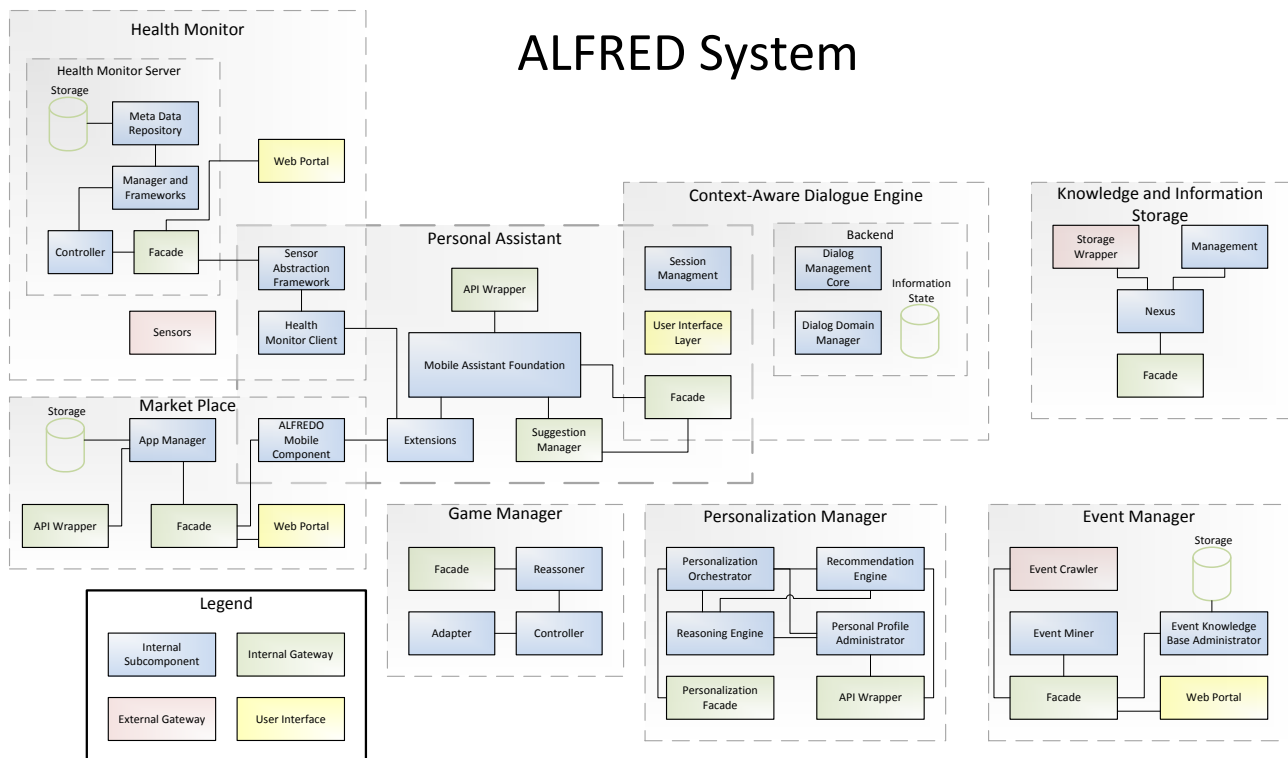 ALFRED System
Health Monitor
Health Monitor Server
Storage
Meta Data
Repository
Manager and
Frameworks
Controller
Facade
Web Portal
Sensors
Sensor
Abstraction
Framework
Health
Monitor Client
Personal Assistant
API Wrapper
Mobile Assistant Foundation
Extensions
Suggestion
Manager
ALFREDO
Mobile
Component
Context-Aware Dialogue Engine
Session
Managment
User Interface
Layer
Facade
Backend
Dialog
Management
Core
Dialog Domain
Manager
Information
State
Knowledge and Information
Storage
Storage
Wrapper
Management
Nexus
Facade
Market Place
Storage
App Manager
API Wrapper
Facade
Web Portal
Game Manager
Facade
Reassoner
Adapter
Controller
Personalization Manager
Personalization
Orchestrator
Recommendation
Engine
Reasoning Engine
Personal Profile
Administrator
Personalization
Facade
API Wrapper
Event Manager
Storage
Event Crawler
Event Miner
Event Knowledge
Base Administrator
Facade
Web Portal
Legend
Internal
Subcomponent
Internal Gateway
External Gateway
User Interface